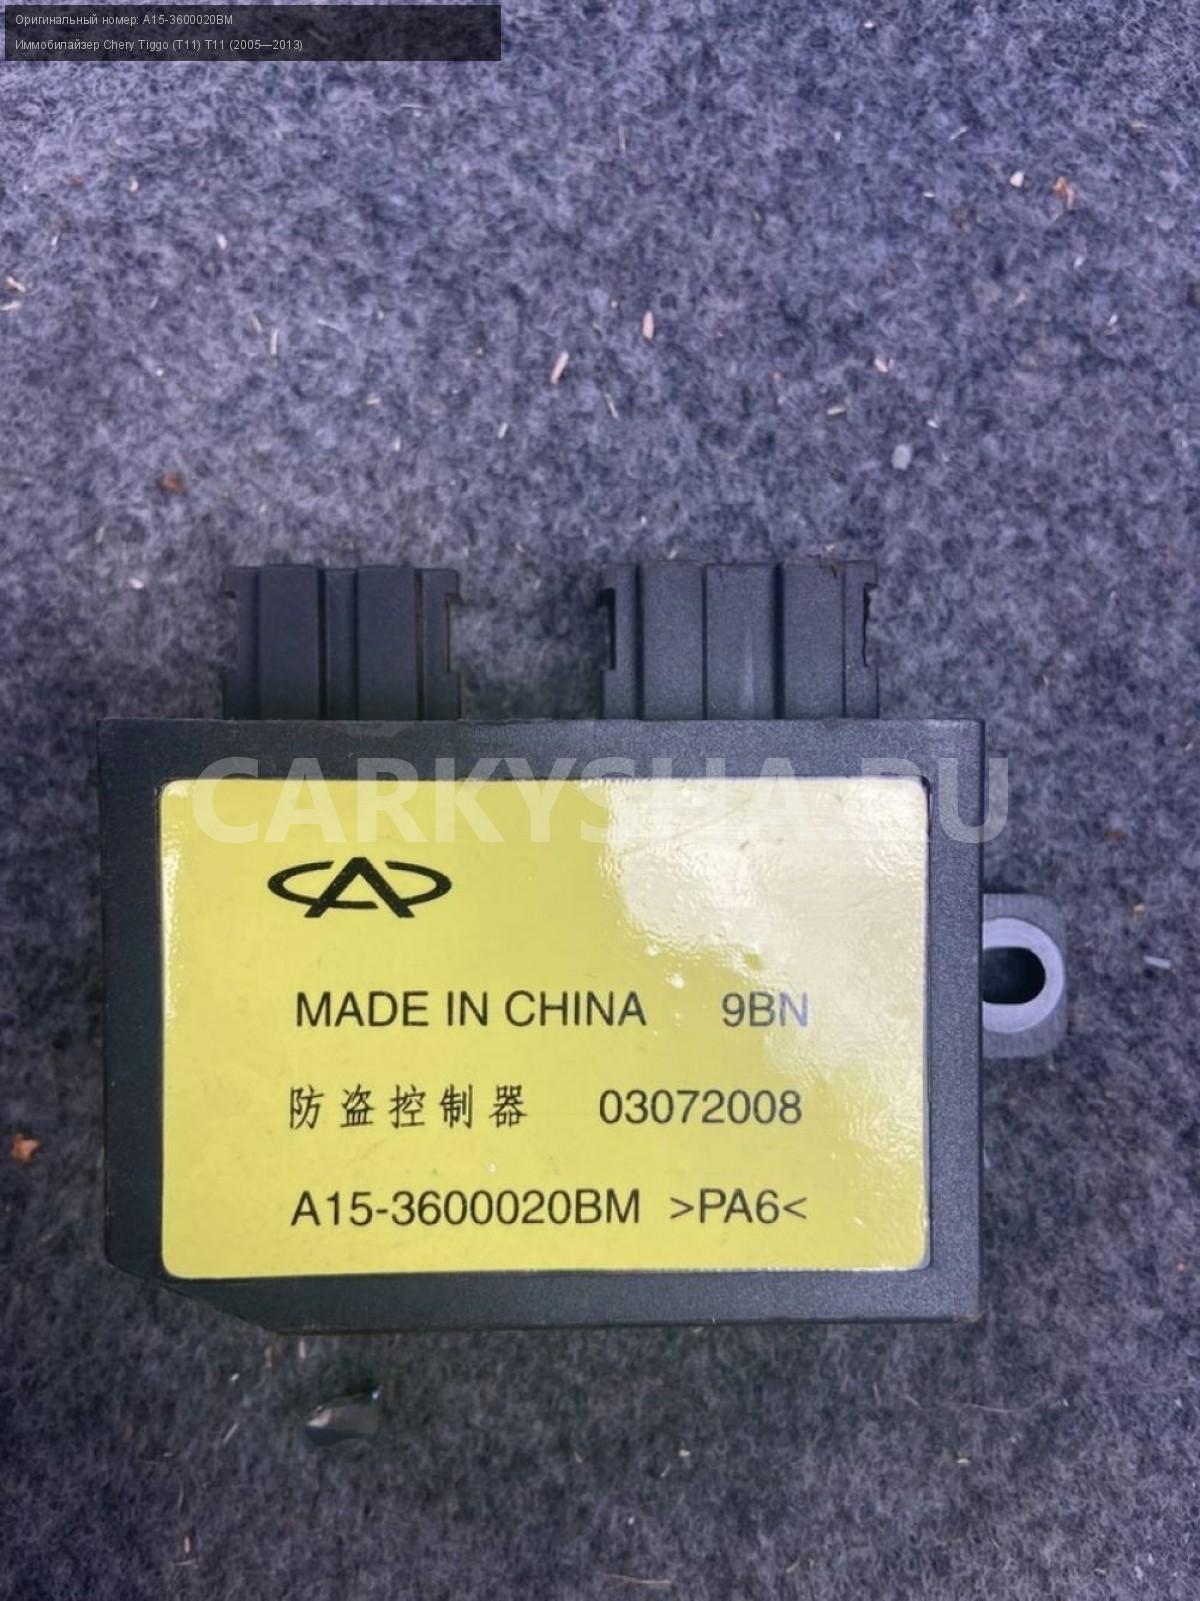 Оригинальный номер: A15-3600020BM
Иммобилайзер Chery Tiggo (T11) T11 (2005—2013)
CARKYSHA.RU
MADE IN CHINA 9BN
防盗控制器 03072008
A15-3600020BM >PA6<